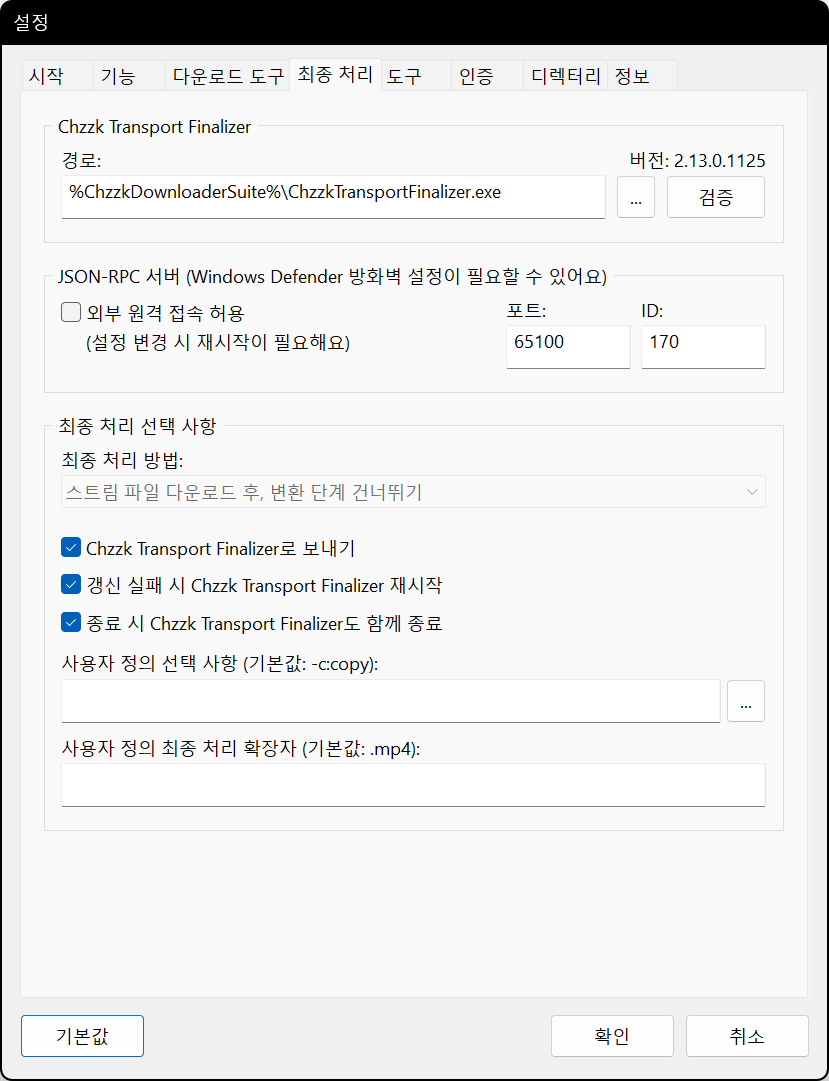 설정
시작 기능 다운로드 도구 최종 처리 도구 인증 디렉터리 정보
Chzzk Transport Finalizer
경로: 버전: 2.13.0.1125
%ChzzkDownloaderSuite%\ChzzkTransportFinalizer.exe ... 검증
JSON-RPC 서버 (Windows Defender 방화벽 설정이 필요할 수 있어요)
외부 원격 접속 허용 포트: ID:
(설정 변경 시 재시작이 필요해요) 65100 170
최종 처리 선택 사항
최종 처리 방법:
스트림 파일 다운로드 후, 변환 단계 건너뛰기
Chzzk Transport Finalizer로 보내기
갱신 실패 시 Chzzk Transport Finalizer 재시작
종료 시 Chzzk Transport Finalizer도 함께 종료
사용자 정의 선택 사항 (기본값: -c:copy):
...
사용자 정의 최종 처리 확장자 (기본값: .mp4):
기본값 확인 취소